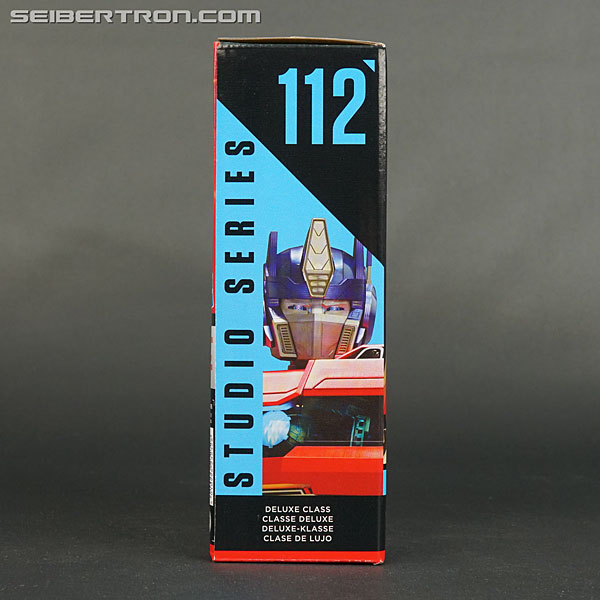 SEIBERTRON.COM
112
STUDIO SERIES
DELUXE CLASS
CLASSE DELUXE
DELUXE-KLASSE
CLASE DE LUJO